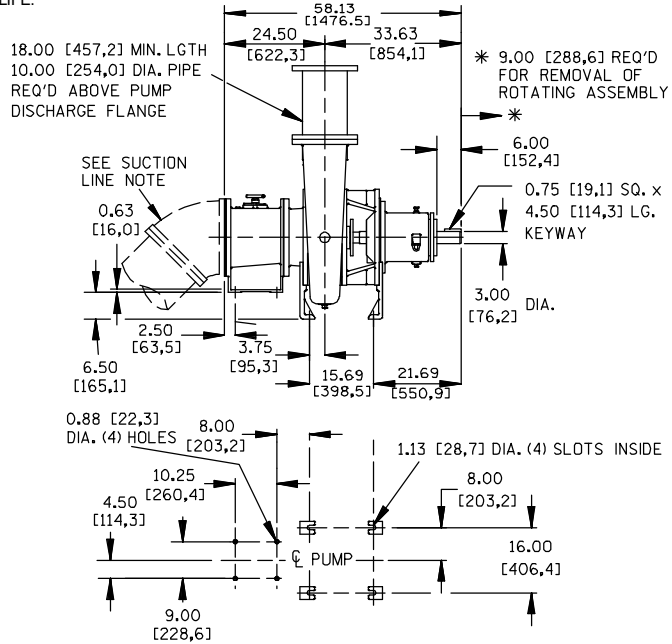 LIFE.
58.13
[1476.5]
24.50
[622,3]
33.63
[854,1]
18.00 [457,2] MIN. LGTH
10.00 [254,0] DIA. PIPE
REQ'D ABOVE PUMP
DISCHARGE FLANGE
* 9.00 [288,6] REQ'D
FOR REMOVAL OF
ROTATING ASSEMBLY
*
6.00
[152,4]
SEE SUCTION
LINE NOTE
0.75 [19,1] SQ. x
4.50 [114,3] LG.
KEYWAY
0.63
[16,0]
3.00
[76,2] DIA.
2.50
[63,5]
3.75
[95,3]
6.50
[165,1]
15.69
[398,5]
21.69
[550,9]
0.88 [22,3]
DIA. (4) HOLES
8.00
[203,2]
1.13 [28,7] DIA. (4) SLOTS INSIDE
10.25
[260,4]
8.00
[203,2]
4.50
[114,3]
℄ PUMP
16.00
[406,4]
9.00
[228,6]